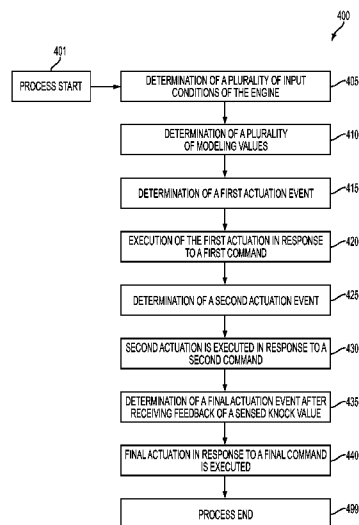 400
401
PROCESS START
DETERMINATION OF A PLURALITY OF INPUT
CONDITIONS OF THE ENGINE
405
DETERMINATION OF A PLURALITY
OF MODELING VALUES
410
DETERMINATION OF A FIRST ACTUATION EVENT
415
EXECUTION OF THE FIRST ACTUATION IN RESPONSE
TO A FIRST COMMAND
420
DETERMINATION OF A SECOND ACTUATION EVENT
425
SECOND ACTUATION IS EXECUTED IN RESPONSE TO A
SECOND COMMAND
430
DETERMINATION OF A FINAL ACTUATION EVENT AFTER
RECEIVING FEEDBACK OF A SENSED KNOCK VALUE
435
FINAL ACTUATION IN RESPONSE TO A FINAL COMMAND
IS EXECUTED
440
PROCESS END
499